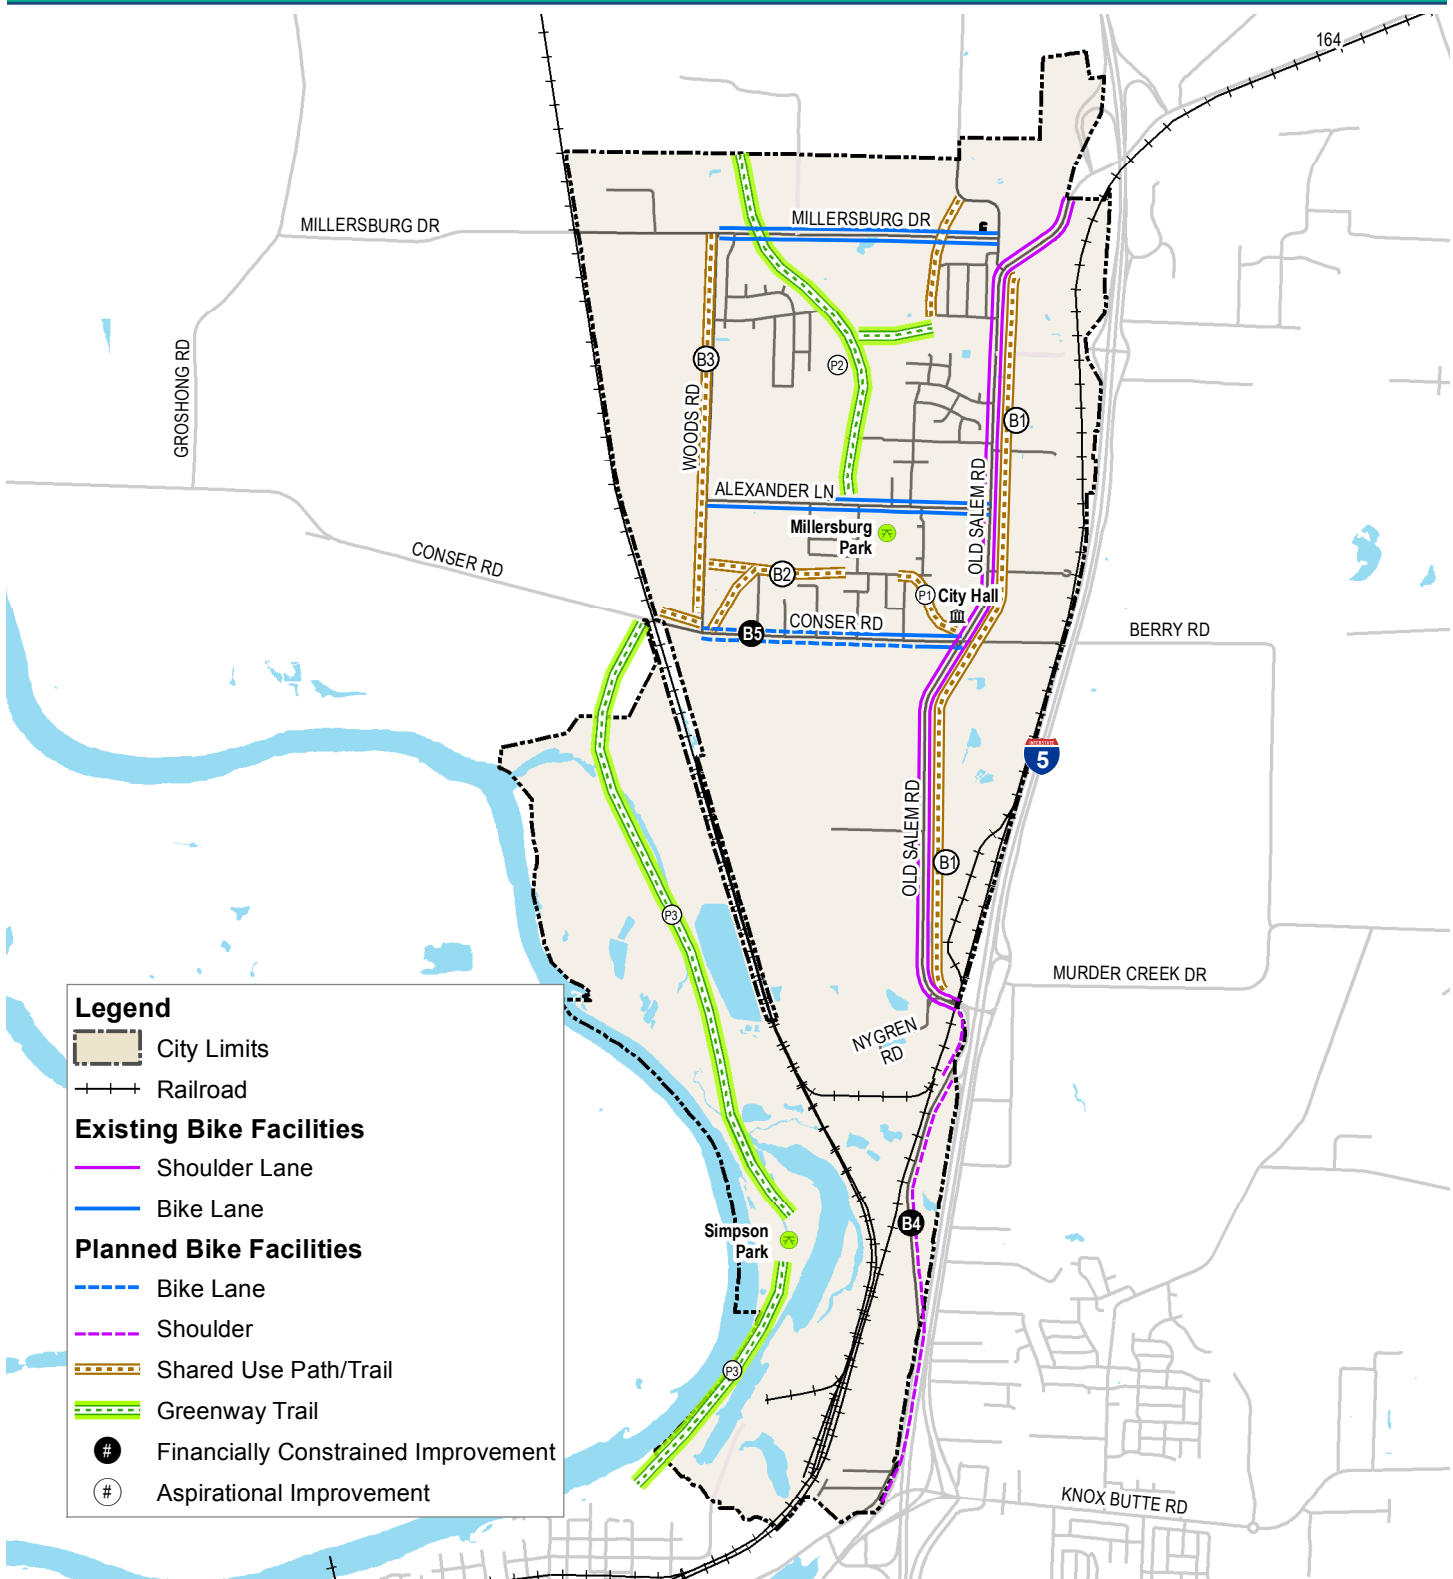 164
MILLERSBURG DR
MILLERSBURG DR
GROSHONG RD
B3
P2
WOODS RD
B1
OLD SALEM RD
ALEXANDER LN
Millersburg
Park
CONSER RD
B2
P1
City Hall
B5
CONSER RD
BERRY RD
INTERSTATE
5
OLD SALEM RD
B1
P3
MURDER CREEK DR
NYGREN
RD
B4
Simpson
Park
P3
KNOX BUTTE RD
Legend
City Limits
Railroad
Existing Bike Facilities
Shoulder Lane
Bike Lane
Planned Bike Facilities
Bike Lane
Shoulder
Shared Use Path/Trail
Greenway Trail
# Financially Constrained Improvement
# Aspirational Improvement